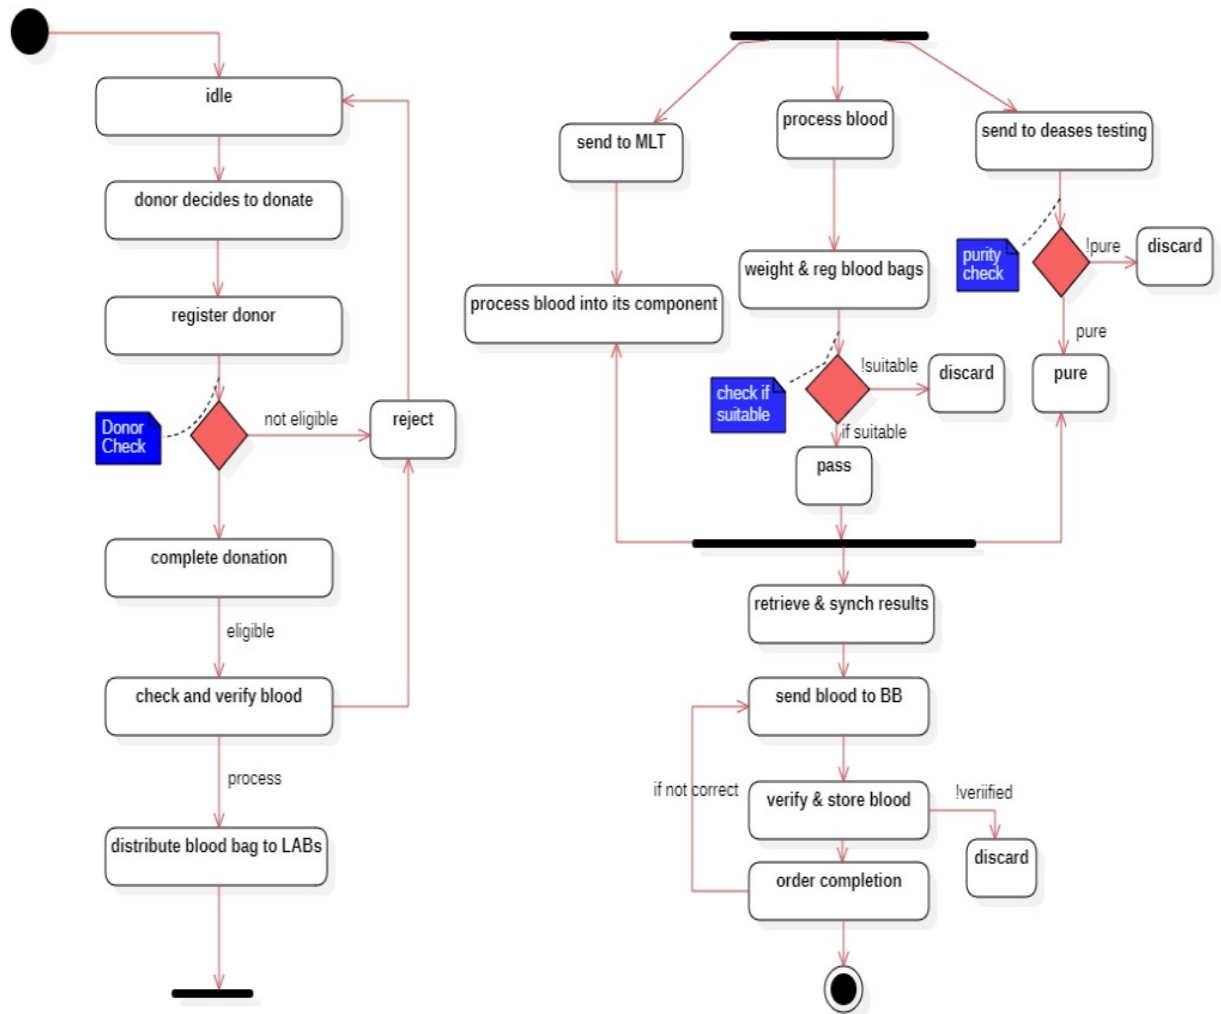 idle
donor decides to donate
register donor
Donor
Check
not eligible
reject
complete donation
eligible
check and verify blood
process
distribute blood bag to LABs
send to MLT
process blood
send to deases testing
process blood into its component
weight & reg blood bags
purity
check
!pure
discard
pure
pure
check if
suitable
!suitable
discard
if suitable
pass
retrieve & synch results
send blood to BB
if not correct
verify & store blood
!veriified
discard
order completion